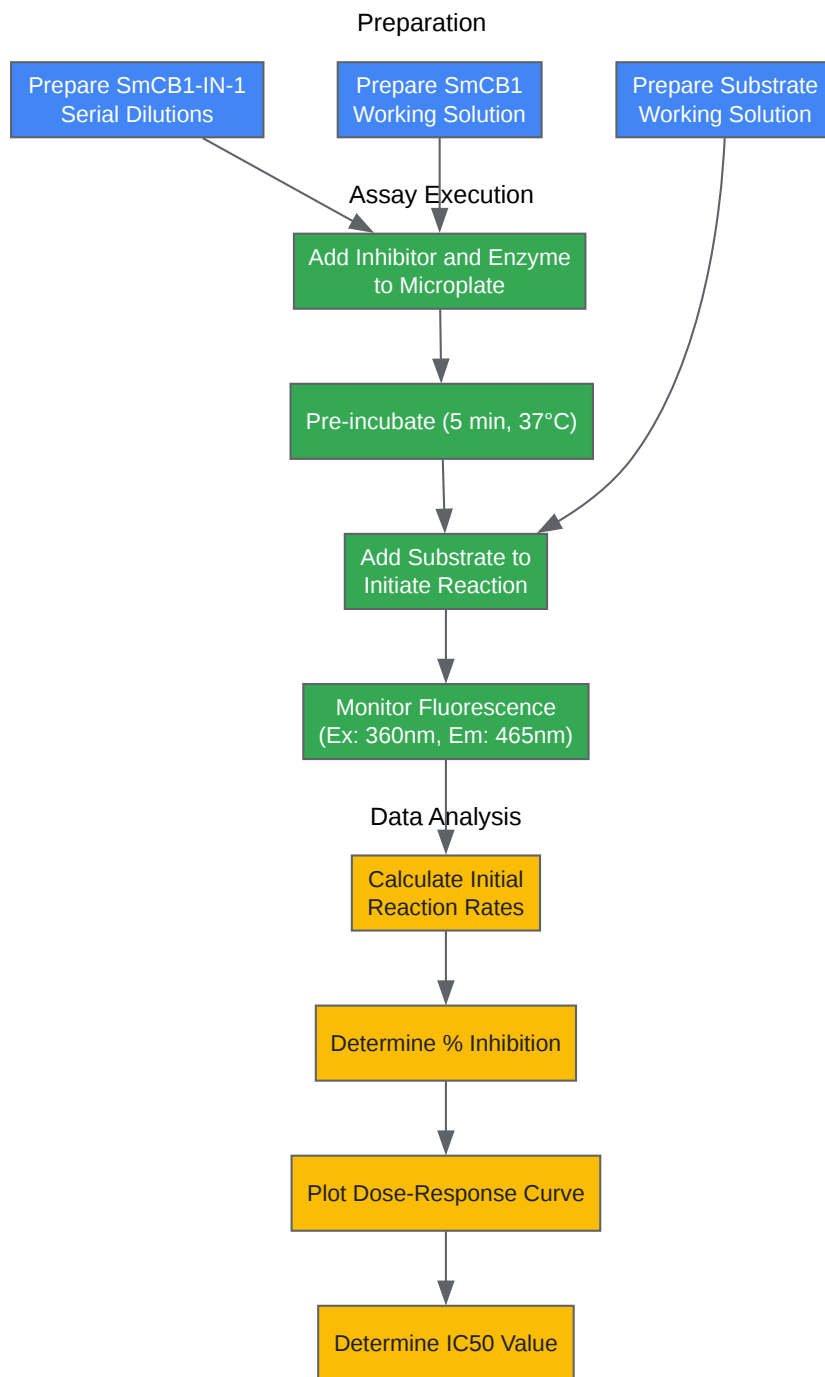 Preparation
Prepare SmCB1-IN-1
Serial Dilutions
Prepare SmCB1
Working Solution
Prepare Substrate
Working Solution
Assay Execution
Add Inhibitor and Enzyme
to Microplate
Pre-incubate (5 min, 37°C)
Add Substrate to
Initiate Reaction
Monitor Fluorescence
(Ex: 360nm, Em: 465nm)
Data Analysis
Calculate Initial
Reaction Rates
Determine % Inhibition
Plot Dose-Response Curve
Determine IC50 Value